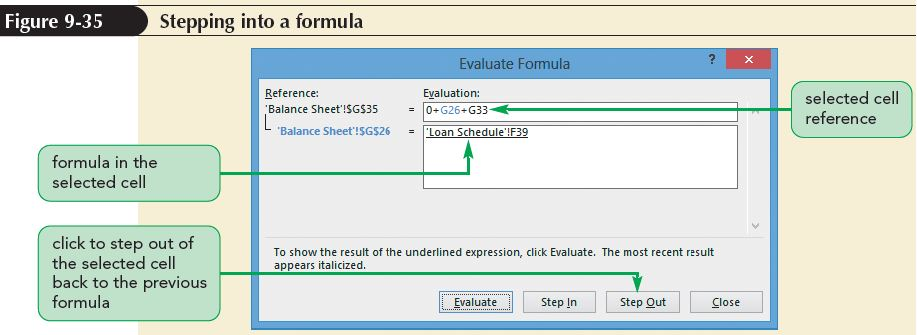 Figure 9-35 Stepping into a formula
Evaluate Formula
? ×
Reference: Evaluation:
'Balance Sheet'!$G$35 = 0+G26+G33
'Balance Sheet'!$G$26 = 'Loan Schedule'!F39
selected cell
reference
formula in the
selected cell
click to step out of
the selected cell
back to the previous
formula
To show the result of the underlined expression, click Evaluate. The most recent result
appears italicized.
Evaluate Step In Step Out Close